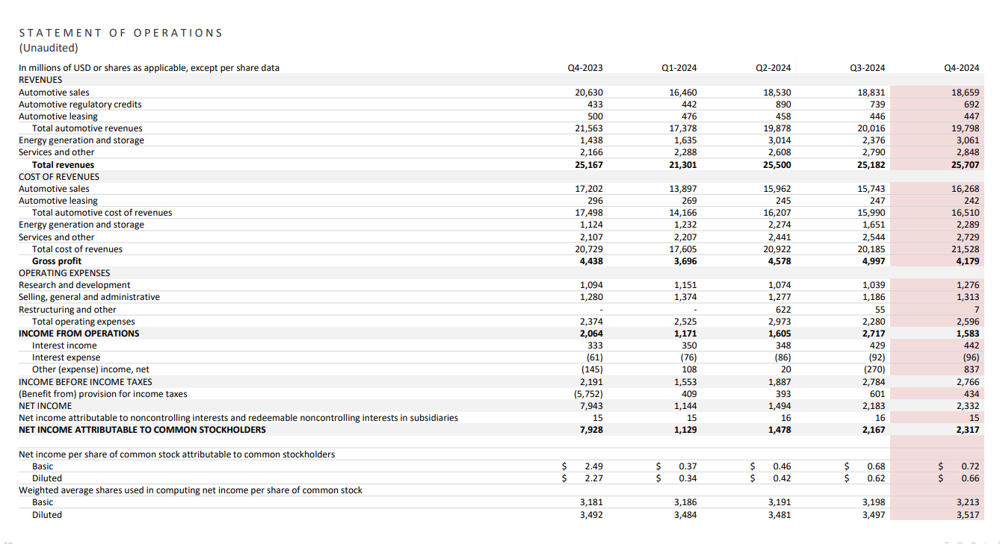 STATEMENT OF OPERATIONS
(Unaudited)
In millions of USD or shares as applicable, except per share data Q4-2023 Q1-2024 Q2-2024 Q3-2024 Q4-2024
REVENUES
Automotive sales 20,630 16,460 18,530 18,831 18,659
Automotive regulatory credits 433 442 890 739 692
Automotive leasing 500 476 458 446 447
Total automotive revenues 21,563 17,378 19,878 20,016 19,798
Energy generation and storage 1,438 1,635 3,014 2,376 3,061
Services and other 2,166 2,288 2,608 2,790 2,848
Total revenues 25,167 21,301 25,500 25,182 25,707
COST OF REVENUES
Automotive sales 17,202 13,897 15,962 15,743 16,268
Automotive leasing 296 269 245 247 242
Total automotive cost of revenues 17,498 14,166 16,207 15,990 16,510
Energy generation and storage 1,124 1,232 2,274 1,651 2,289
Services and other 2,107 2,207 2,441 2,544 2,729
Total cost of revenues 20,729 17,605 20,922 20,185 21,528
Gross profit 4,438 3,696 4,578 4,997 4,179
OPERATING EXPENSES
Research and development 1,094 1,151 1,074 1,039 1,276
Selling, general and administrative 1,280 1,374 1,277 1,186 1,313
Restructuring and other - - 622 55 7
Total operating expenses 2,374 2,525 2,973 2,280 2,596
INCOME FROM OPERATIONS 2,064 1,171 1,605 2,717 1,583
Interest income 333 350 348 429 442
Interest expense (61) (76) (86) (92) (96)
Other (expense) income, net (145) 108 20 (270) 837
INCOME BEFORE INCOME TAXES 2,191 1,553 1,887 2,784 2,766
(Benefit from) provision for income taxes (5,752) 409 393 601 434
NET INCOME 7,943 1,144 1,494 2,183 2,332
Net income attributable to noncontrolling interests and redeemable noncontrolling interests in subsidiaries 15 15 16 16 15
NET INCOME ATTRIBUTABLE TO COMMON STOCKHOLDERS 7,928 1,129 1,478 2,167 2,317
Net income per share of common stock attributable to common stockholders
Basic $ 2.49 $ 0.37 $ 0.46 $ 0.68 $ 0.72
Diluted $ 2.27 $ 0.34 $ 0.42 $ 0.62 $ 0.66
Weighted average shares used in computing net income per share of common stock
Basic 3,181 3,186 3,191 3,198 3,213
Diluted 3,492 3,484 3,481 3,497 3,517